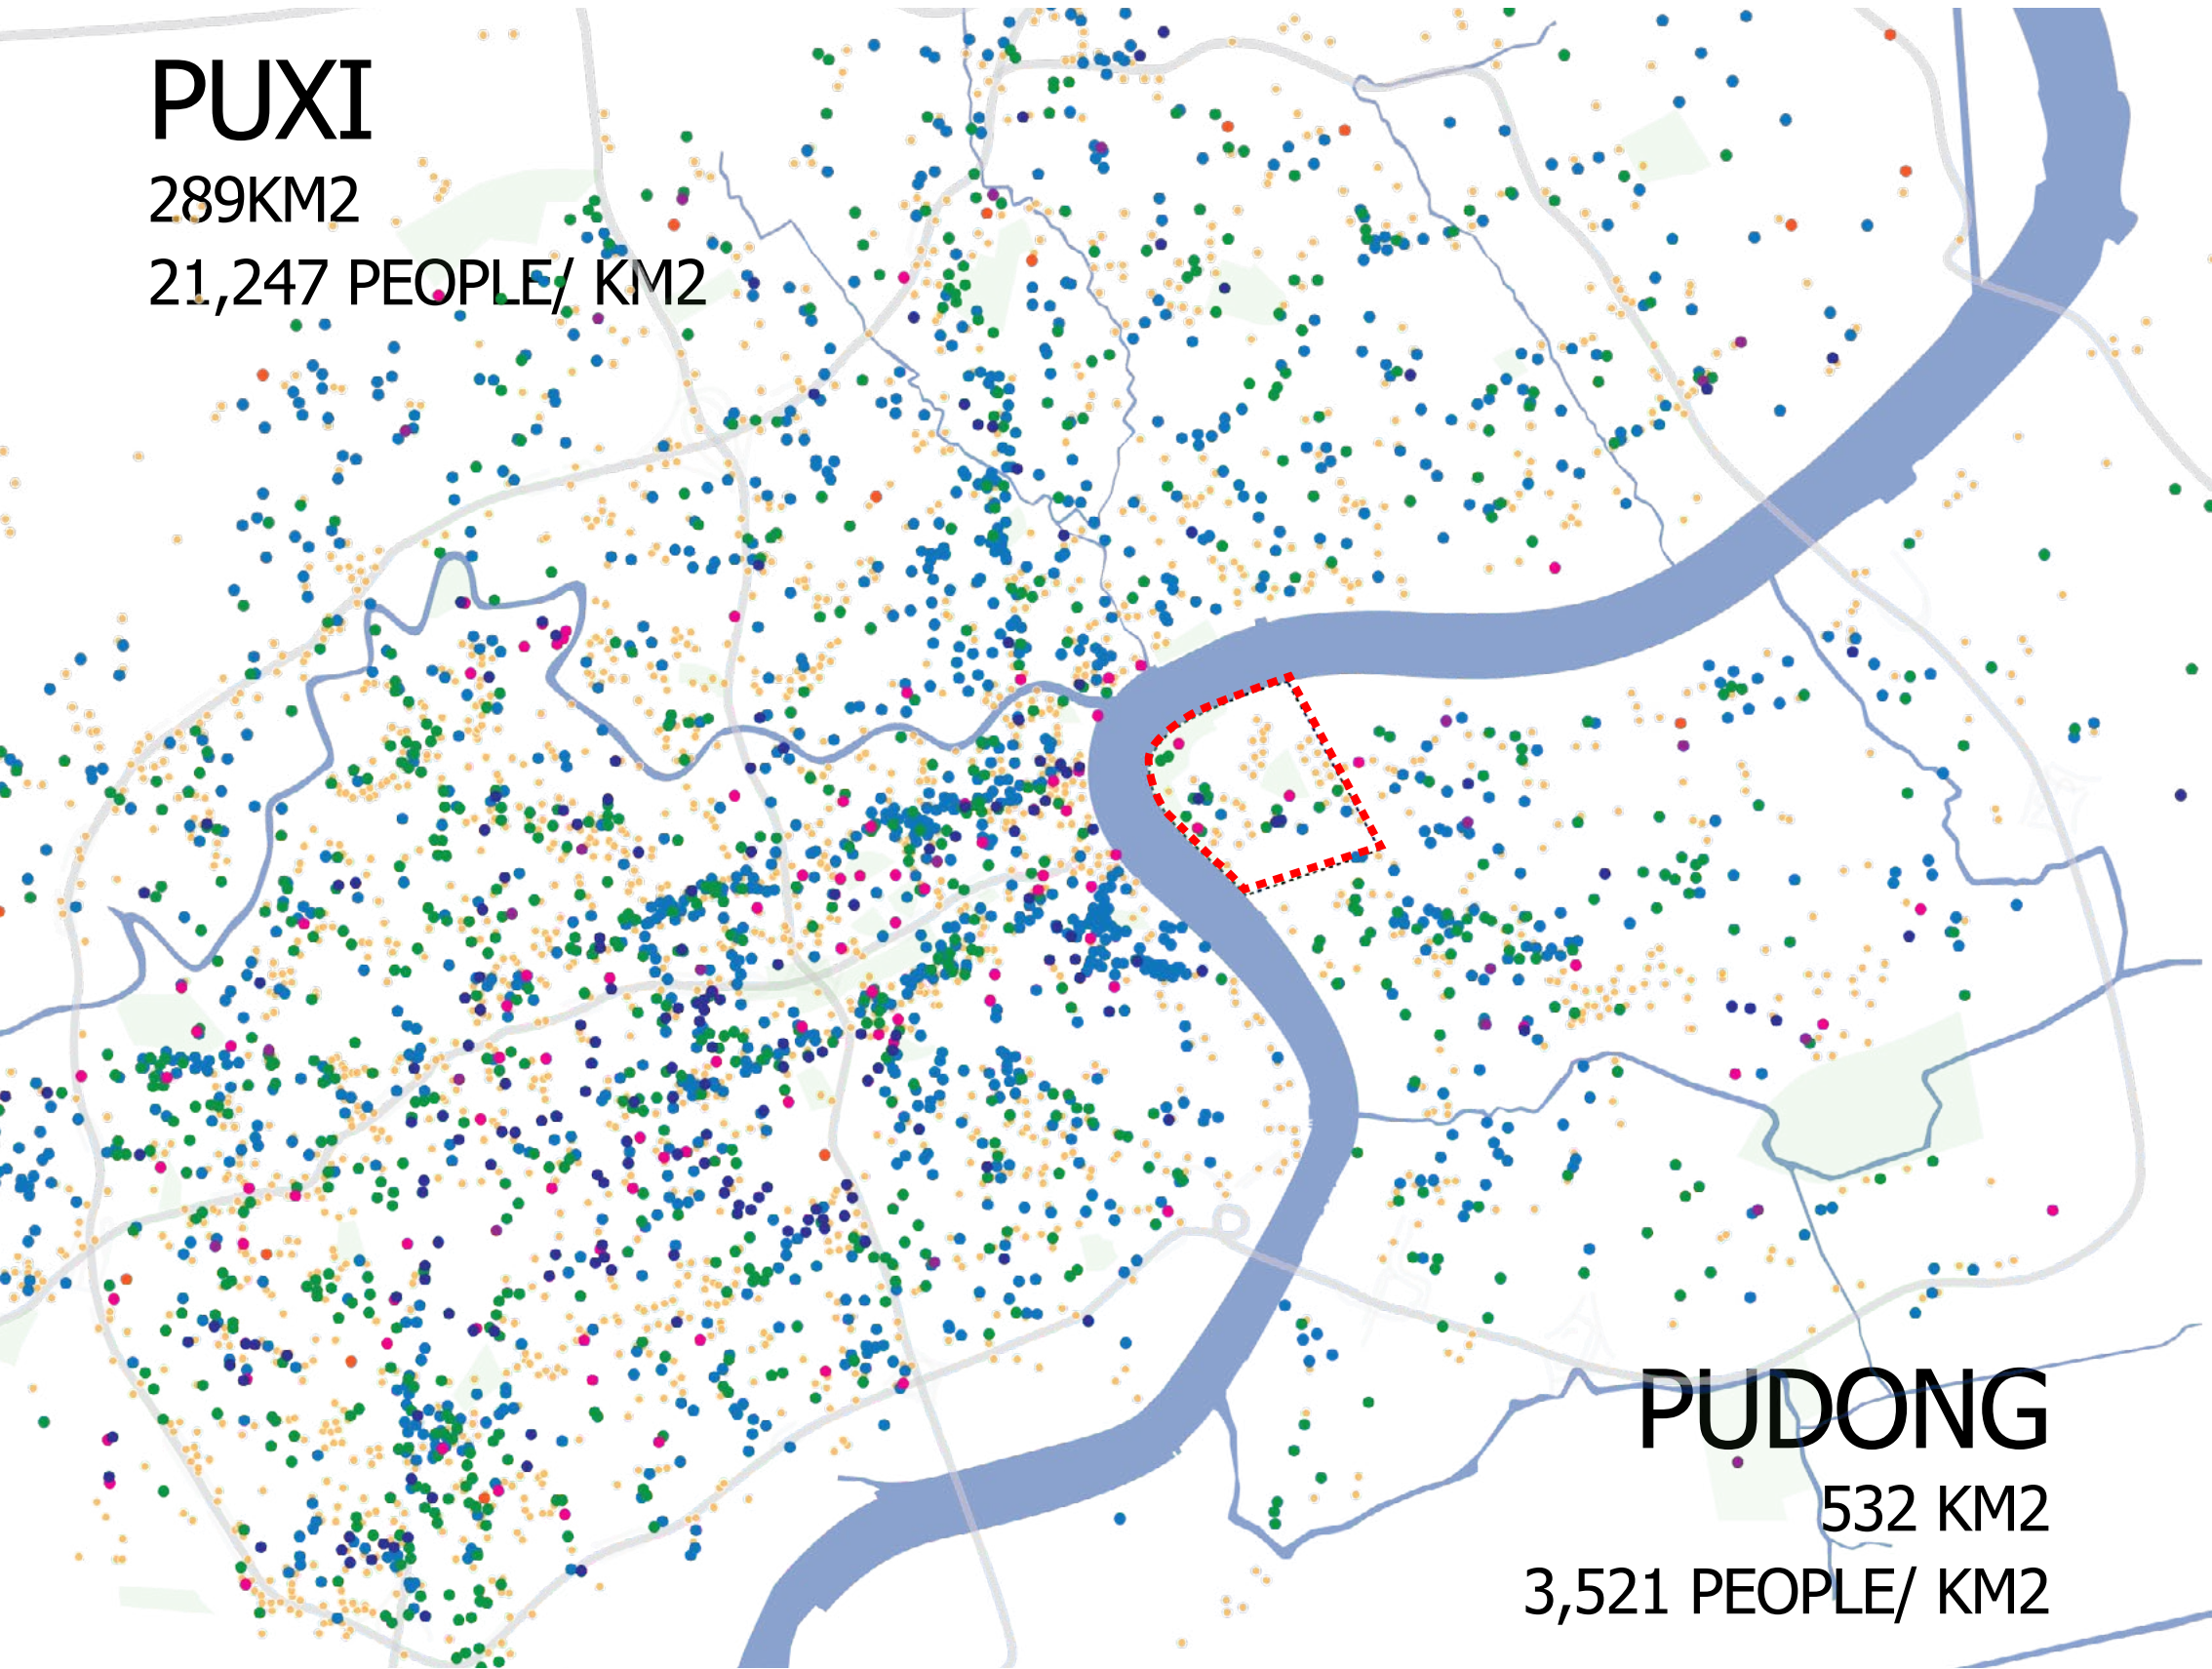 PUXI
289KM2
21,247 PEOPLE/ KM2
PUDONG
532 KM2
3,521 PEOPLE/ KM2